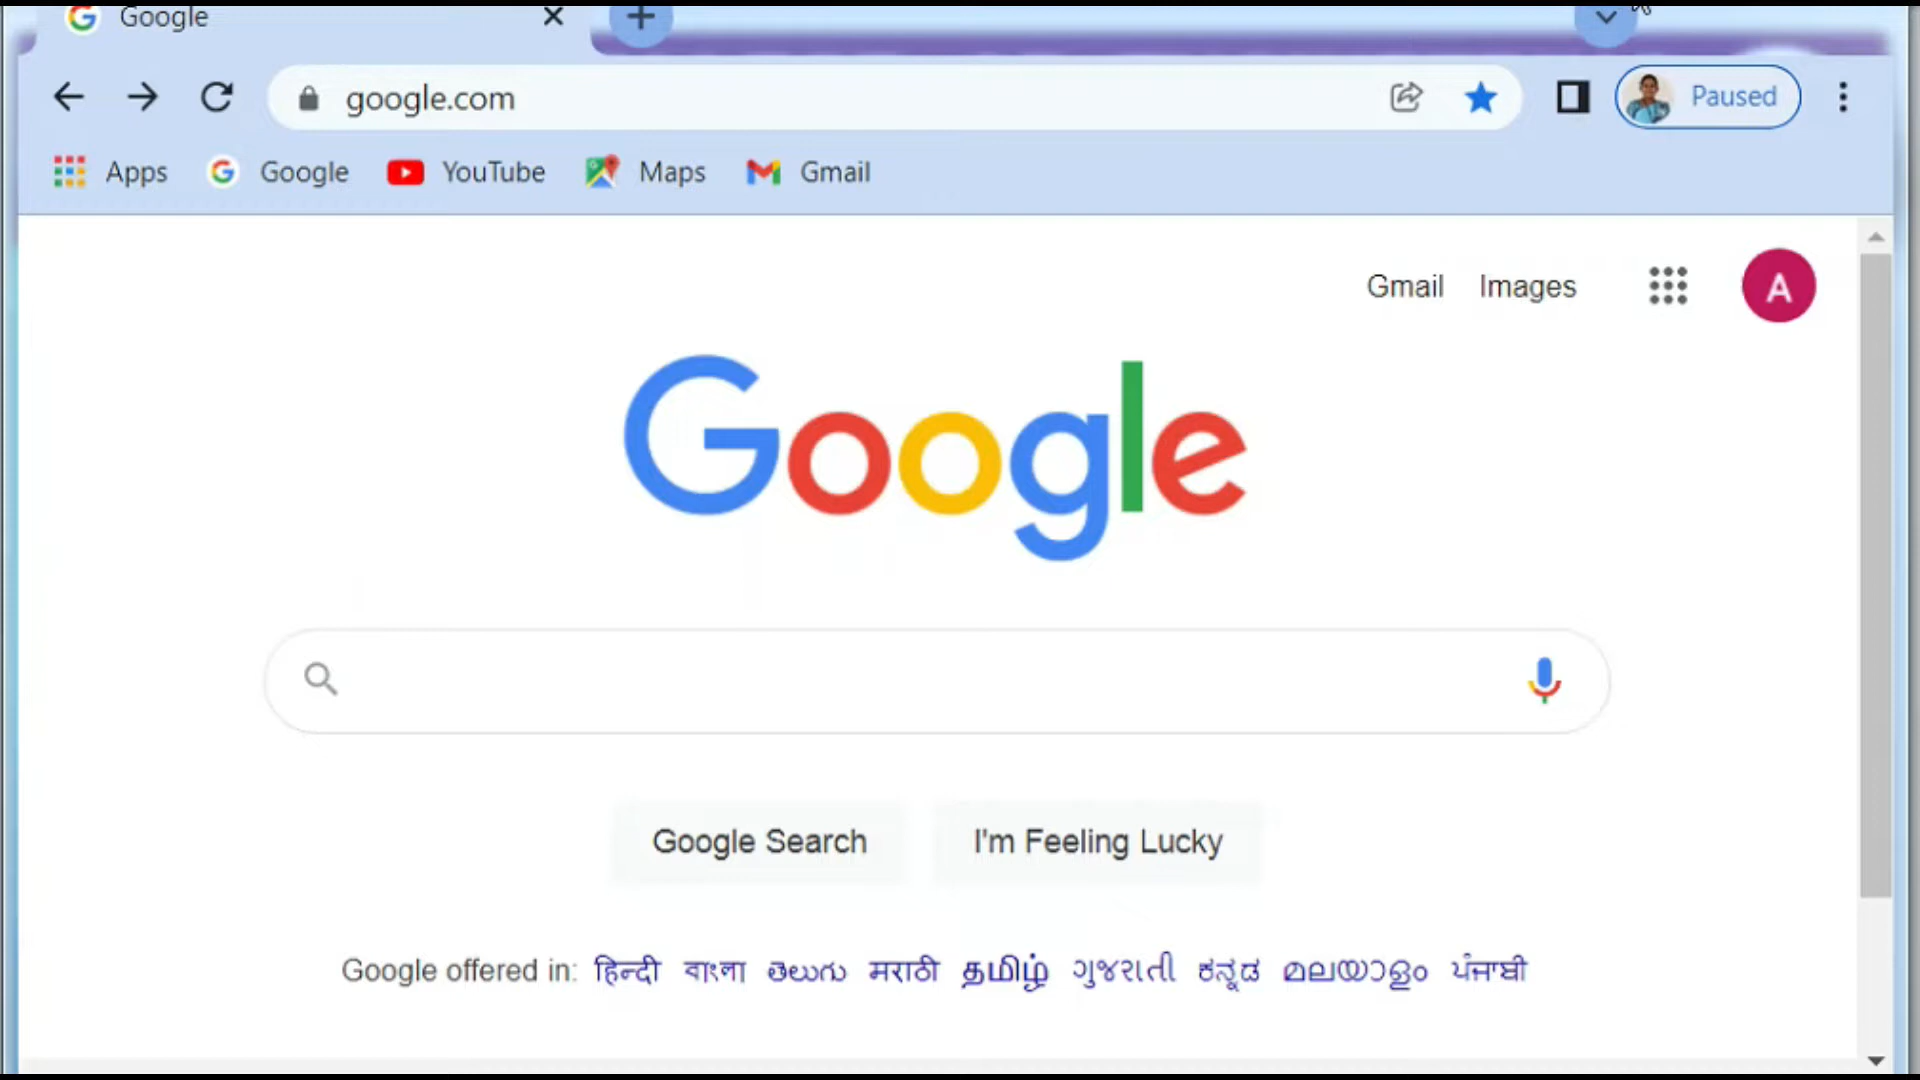 Google
google.com
Paused
Apps Google YouTube Maps Gmail
Gmail Images
A
Google
Google Search I'm Feeling Lucky
Google offered in: हिन्दी বাংলা తెలుగు मराठी தமிழ் ગુજરાતી ಕನ್ನಡ മലയാളം ਪੰਜਾਬੀ